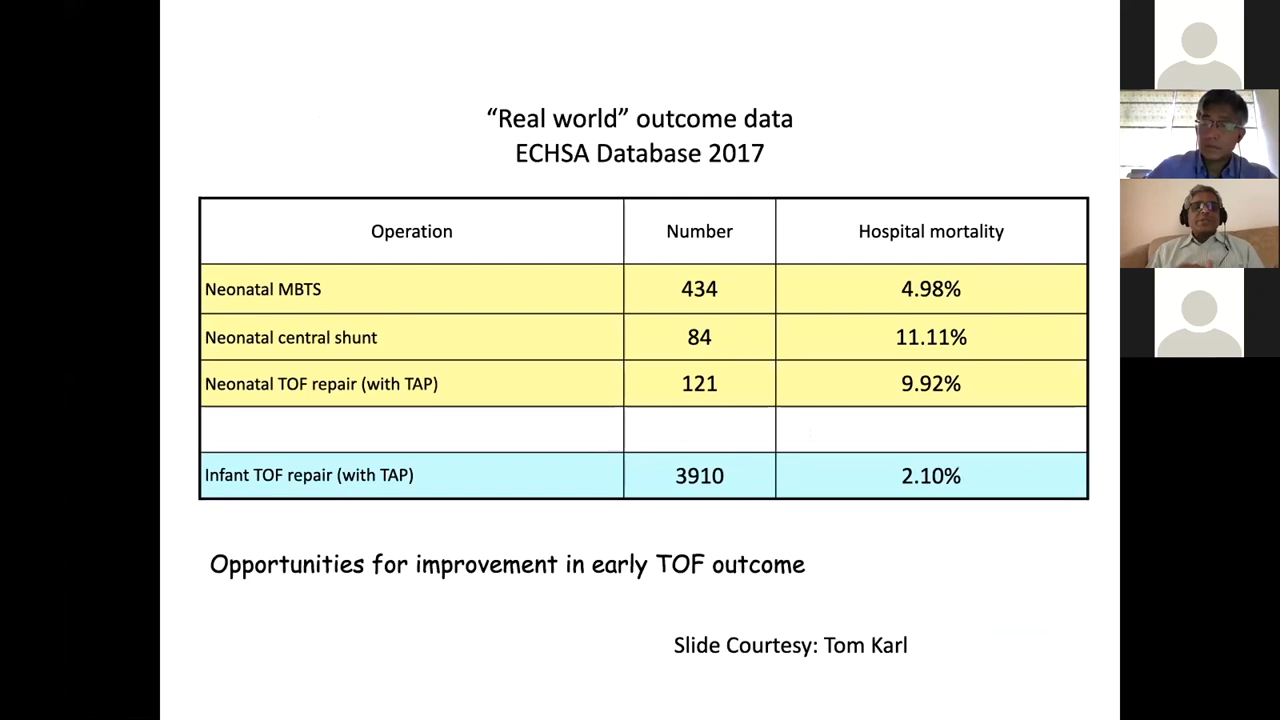 “Real world” outcome data
ECHSA Database 2017
Operation Number Hospital mortality
Neonatal MBTS 434 4.98%
Neonatal central shunt 84 11.11%
Neonatal TOF repair (with TAP) 121 9.92%
Infant TOF repair (with TAP) 3910 2.10%
Opportunities for improvement in early TOF outcome
Slide Courtesy: Tom Karl